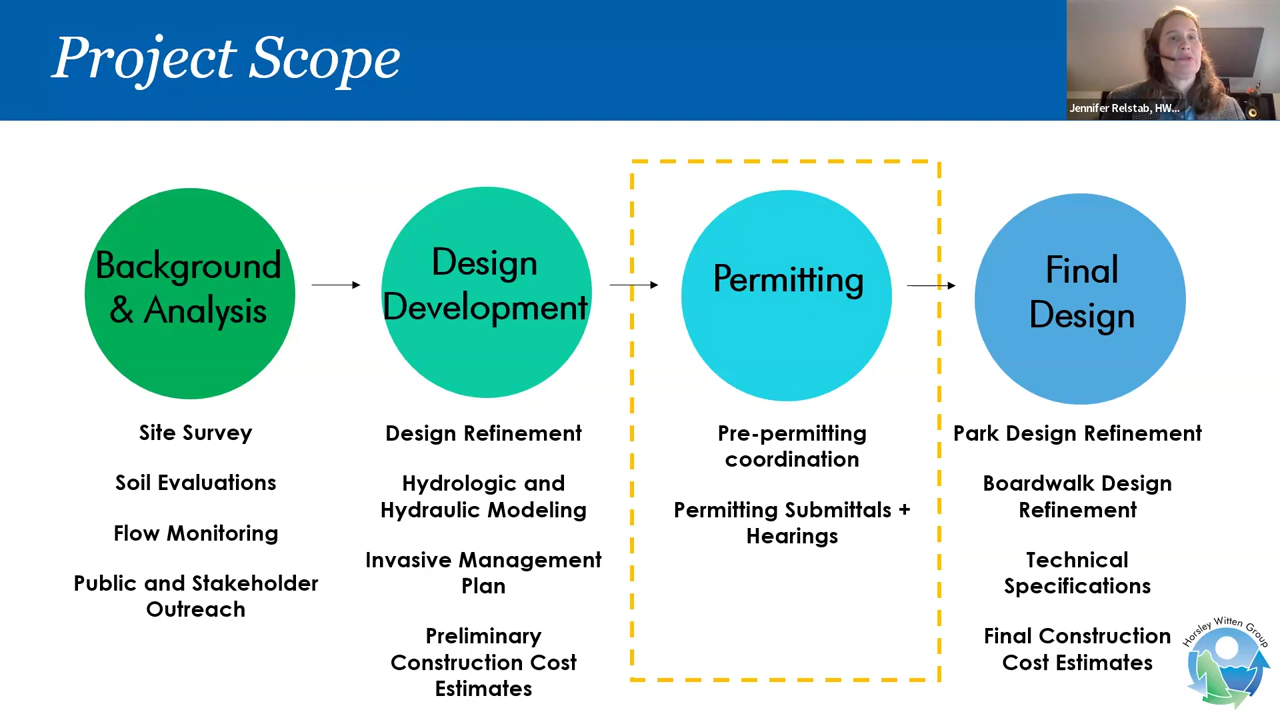 Project Scope
Jennifer Relstab, HW...
Background
& Analysis
Site Survey
Soil Evaluations
Flow Monitoring
Public and Stakeholder
Outreach
Design
Development
Design Refinement
Hydrologic and
Hydraulic Modeling
Invasive Management
Plan
Preliminary
Construction Cost
Estimates
Permitting
Pre-permitting
coordination
Permitting Submittals +
Hearings
Final
Design
Park Design Refinement
Boardwalk Design
Refinement
Technical
Specifications
Final Construction
Cost Estimates
Horsley Witten Group